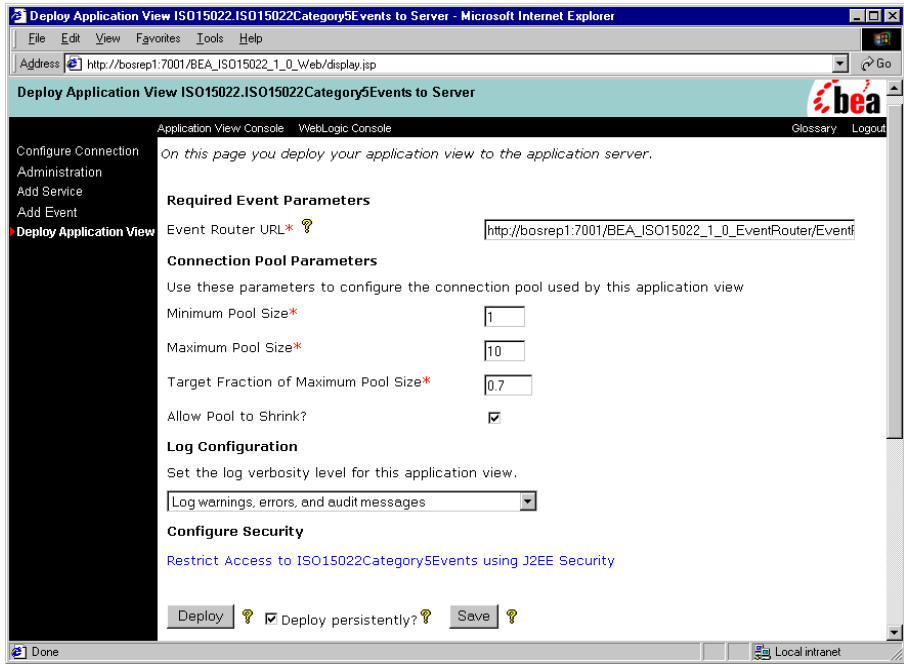 Deploy Application View ISO15022.ISO15022Category5Events to Server - Microsoft Internet Explorer
File Edit View Favorites Tools Help
Address http://bosrep1:7001/BEA_ISO15022_1_0_Web/display.jsp Go
Deploy Application View ISO15022.ISO15022Category5Events to Server
bea
Application View Console WebLogic Console Glossary Logout
Configure Connection
Administration
Add Service
Add Event
Deploy Application View
On this page you deploy your application view to the application server.
Required Event Parameters
Event Router URL* ? http://bosrep1:7001/BEA_ISO15022_1_0_EventRouter/Event
Connection Pool Parameters
Use these parameters to configure the connection pool used by this application view
Minimum Pool Size* 1
Maximum Pool Size* 10
Target Fraction of Maximum Pool Size* 0.7
Allow Pool to Shrink?
Log Configuration
Set the log verbosity level for this application view.
Log warnings, errors, and audit messages
Configure Security
Restrict Access to ISO15022Category5Events using J2EE Security
Deploy ? Deploy persistently? ? Save ?
Done Local intranet